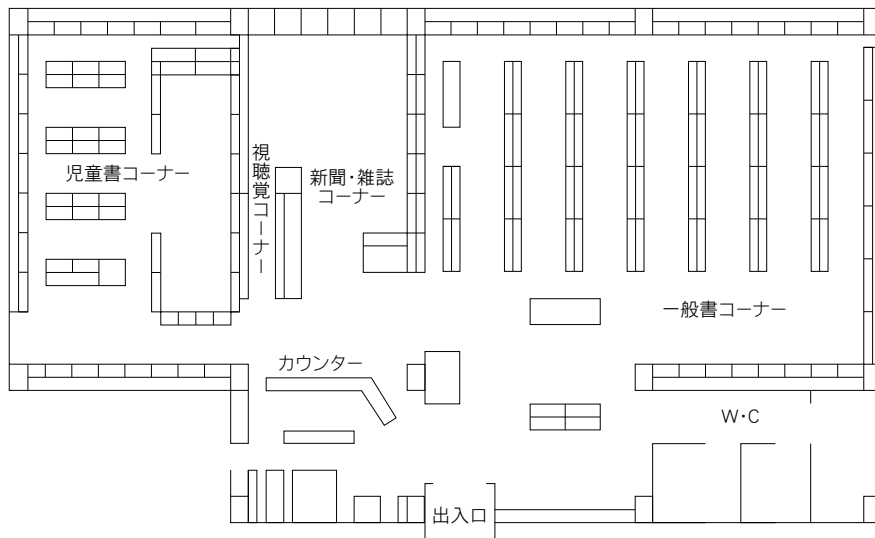 児童書コーナー
視聴覚コーナー
新聞・雑誌
コーナー
一般書コーナー
カウンター
W・C
出入口